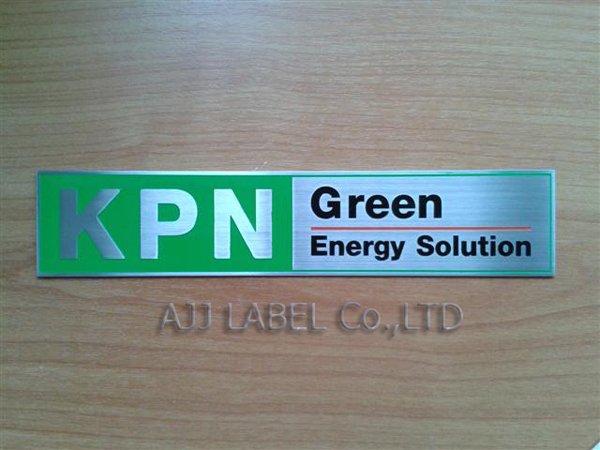 KPN
Green
Energy Solution
AJJ LABEL Co.,LTD